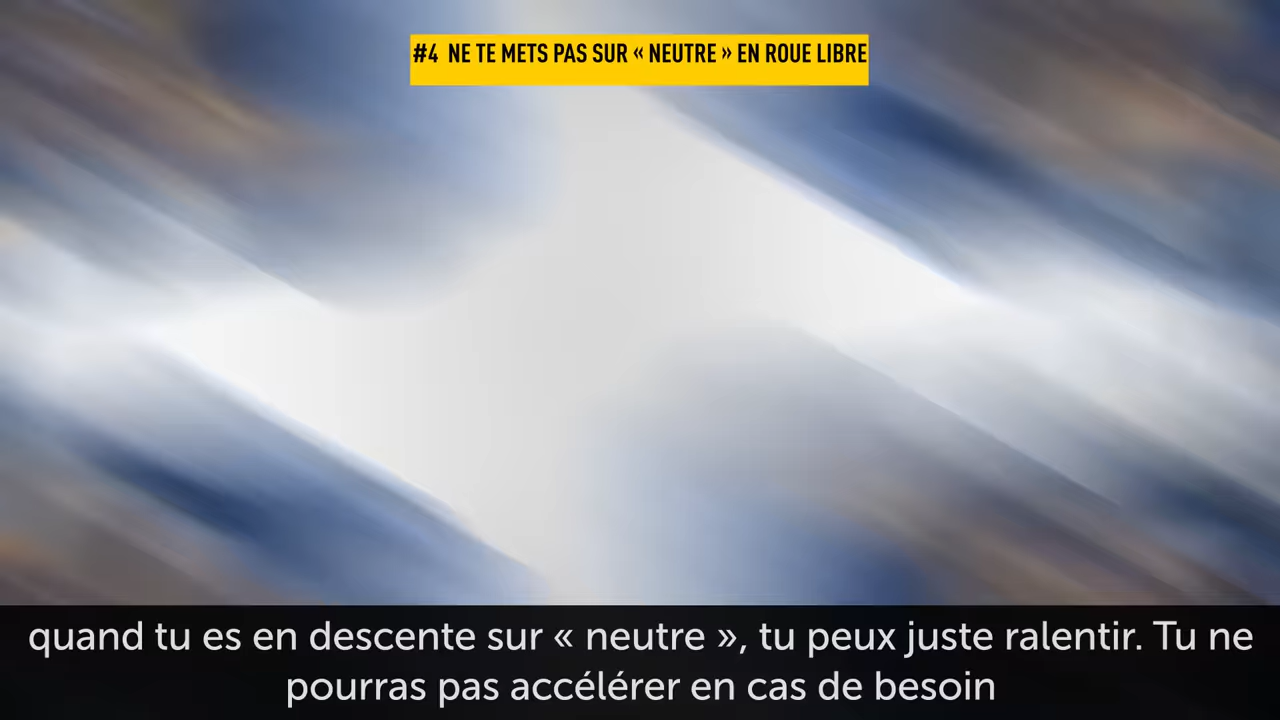 #4 NE TE METS PAS SUR « NEUTRE » EN ROUE LIBRE
quand tu es en descente sur « neutre », tu peux juste ralentir. Tu ne
pourras pas accélérer en cas de besoin